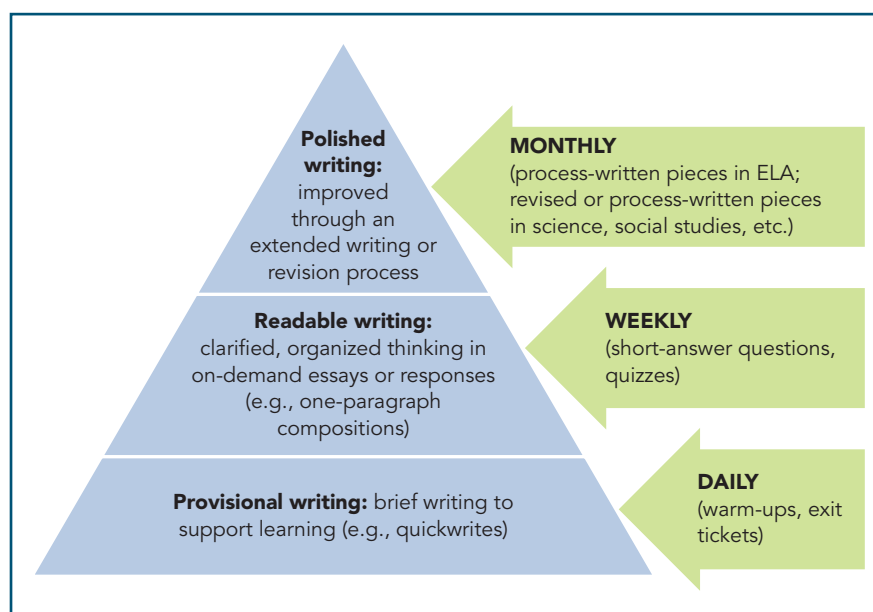 Polished
writing:
improved
through an
extended writing or
revision process
MONTHLY
(process-written pieces in ELA;
revised or process-written pieces
in science, social studies, etc.)
Readable writing:
clarified, organized thinking in
on-demand essays or responses
(e.g., one-paragraph
compositions)
WEEKLY
(short-answer questions,
quizzes)
Provisional writing: brief writing to
support learning (e.g., quickwrites)
DAILY
(warm-ups, exit
tickets)